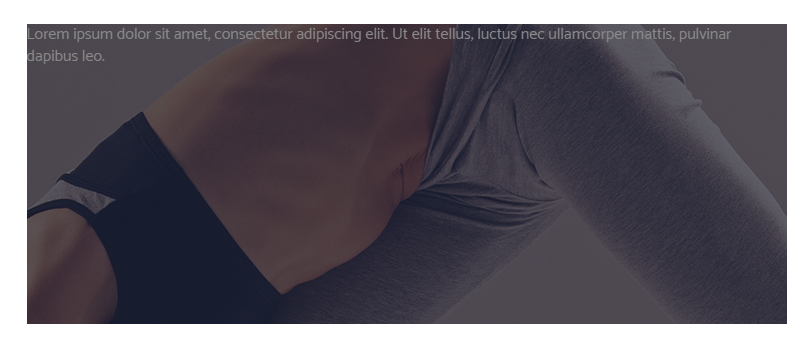 Lorem ipsum dolor sit amet, consectetur adipiscing elit. Ut elit tellus, luctus nec ullamcorper mattis, pulvinar
dapibus leo.